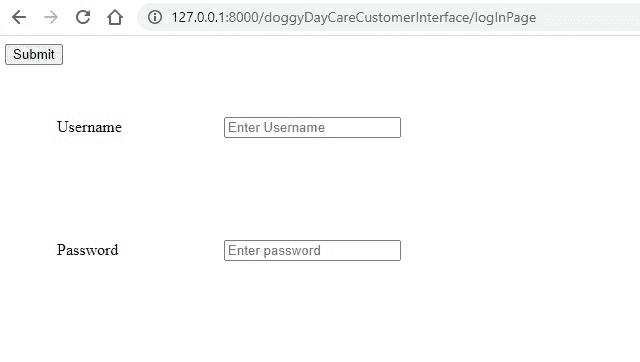 127.0.0.1:8000/doggyDayCareCustomerInterface/logInPage
Submit
Username Enter Username
Password Enter password